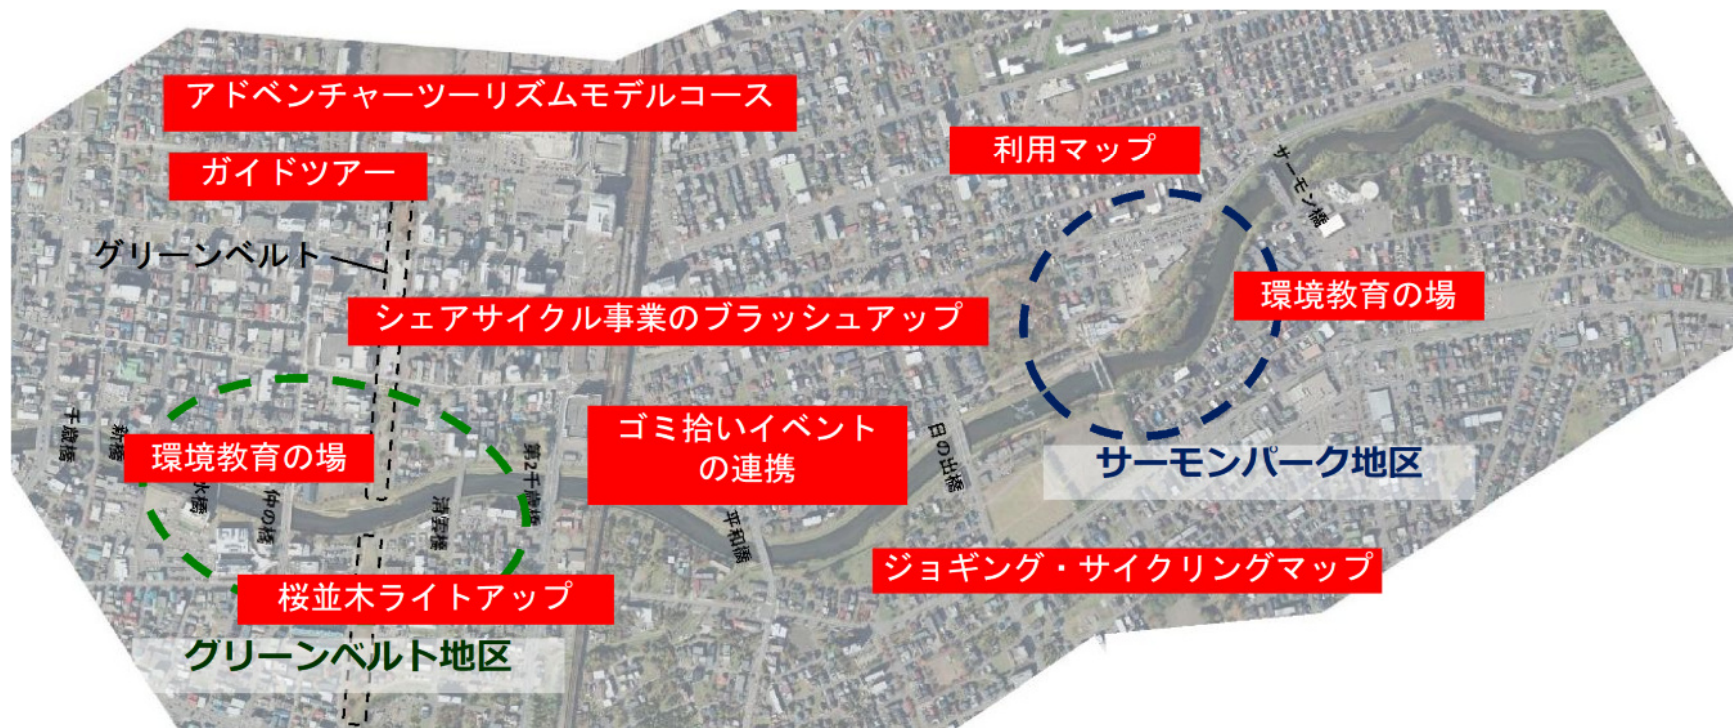 アドベンチャーツーリズムモデルコース
利用マップ
サーモン橋
ガイドツアー
グリーンベルト
環境教育の場
シェアサイクル事業のブラッシュアップ
千歳橋
新橋
環境教育の場
水橋
仲の橋
清雲橋
第2千歳橋
ゴミ拾いイベント
の連携
平和橋
日の出橋
サーモンパーク地区
ジョギング・サイクリングマップ
桜並木ライトアップ
グリーンベルト地区